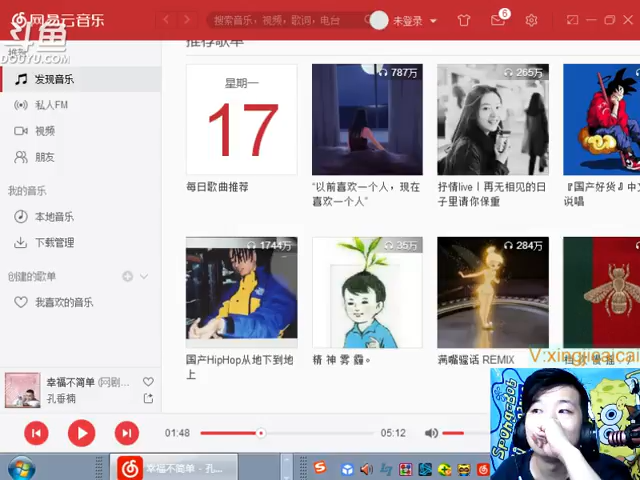 网易云音乐
搜索音乐，视频，歌词，电台
未登录
6
斗鱼
DOUYU.COM
推荐歌单
发现音乐
私人FM
视频
朋友
我的音乐
本地音乐
下载管理
创建的歌单
我喜欢的音乐
星期一
17
每日歌曲推荐
787万
“以前喜欢一个人，现在
喜欢一个人”
265万
抒情live丨再无相见的日
子里请你保重
『国产好货』中文
说唱
1744万
国产HipHop从地下到地
上
35万
精 神 雾 霾。
284万
满嘴骚话 REMIX
V:xingjicaicai
幸福不简单 (网剧...
孔番楠
01:48
05:12
幸福不简单 - 孔...